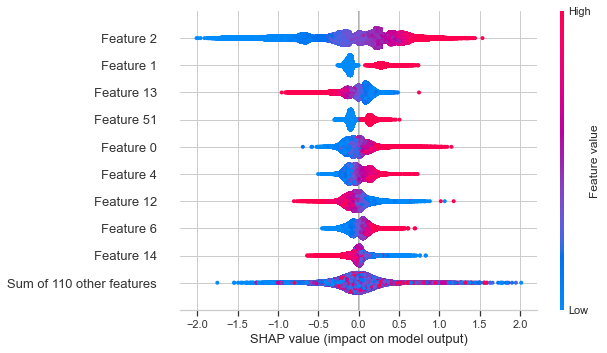 High
Feature 2
Feature 1
Feature 13
Feature 51
Feature 0
Feature 4
Feature 12
Feature 6
Feature 14
Sum of 110 other features
Feature value
Low
−2.0 −1.5 −1.0 −0.5 0.0 0.5 1.0 1.5 2.0
SHAP value (impact on model output)